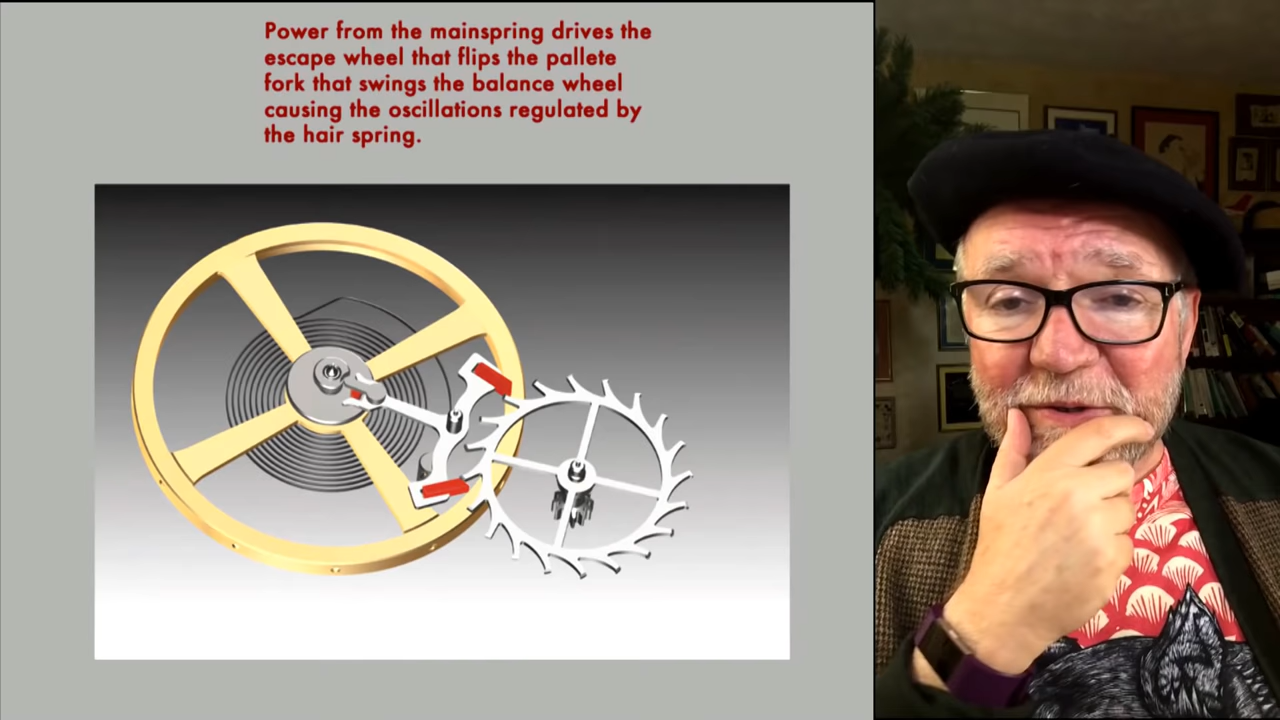 Power from the mainspring drives the
escape wheel that flips the pallete
fork that swings the balance wheel
causing the oscillations regulated by
the hair spring.